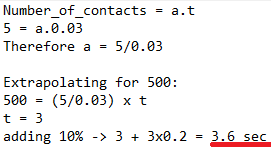 Number_of_contacts = a.t
5 = a.0.03
Therefore a = 5/0.03
Extrapolating for 500:
500 = (5/0.03) x t
t = 3
adding 10% -> 3 + 3x0.2 = 3.6 sec